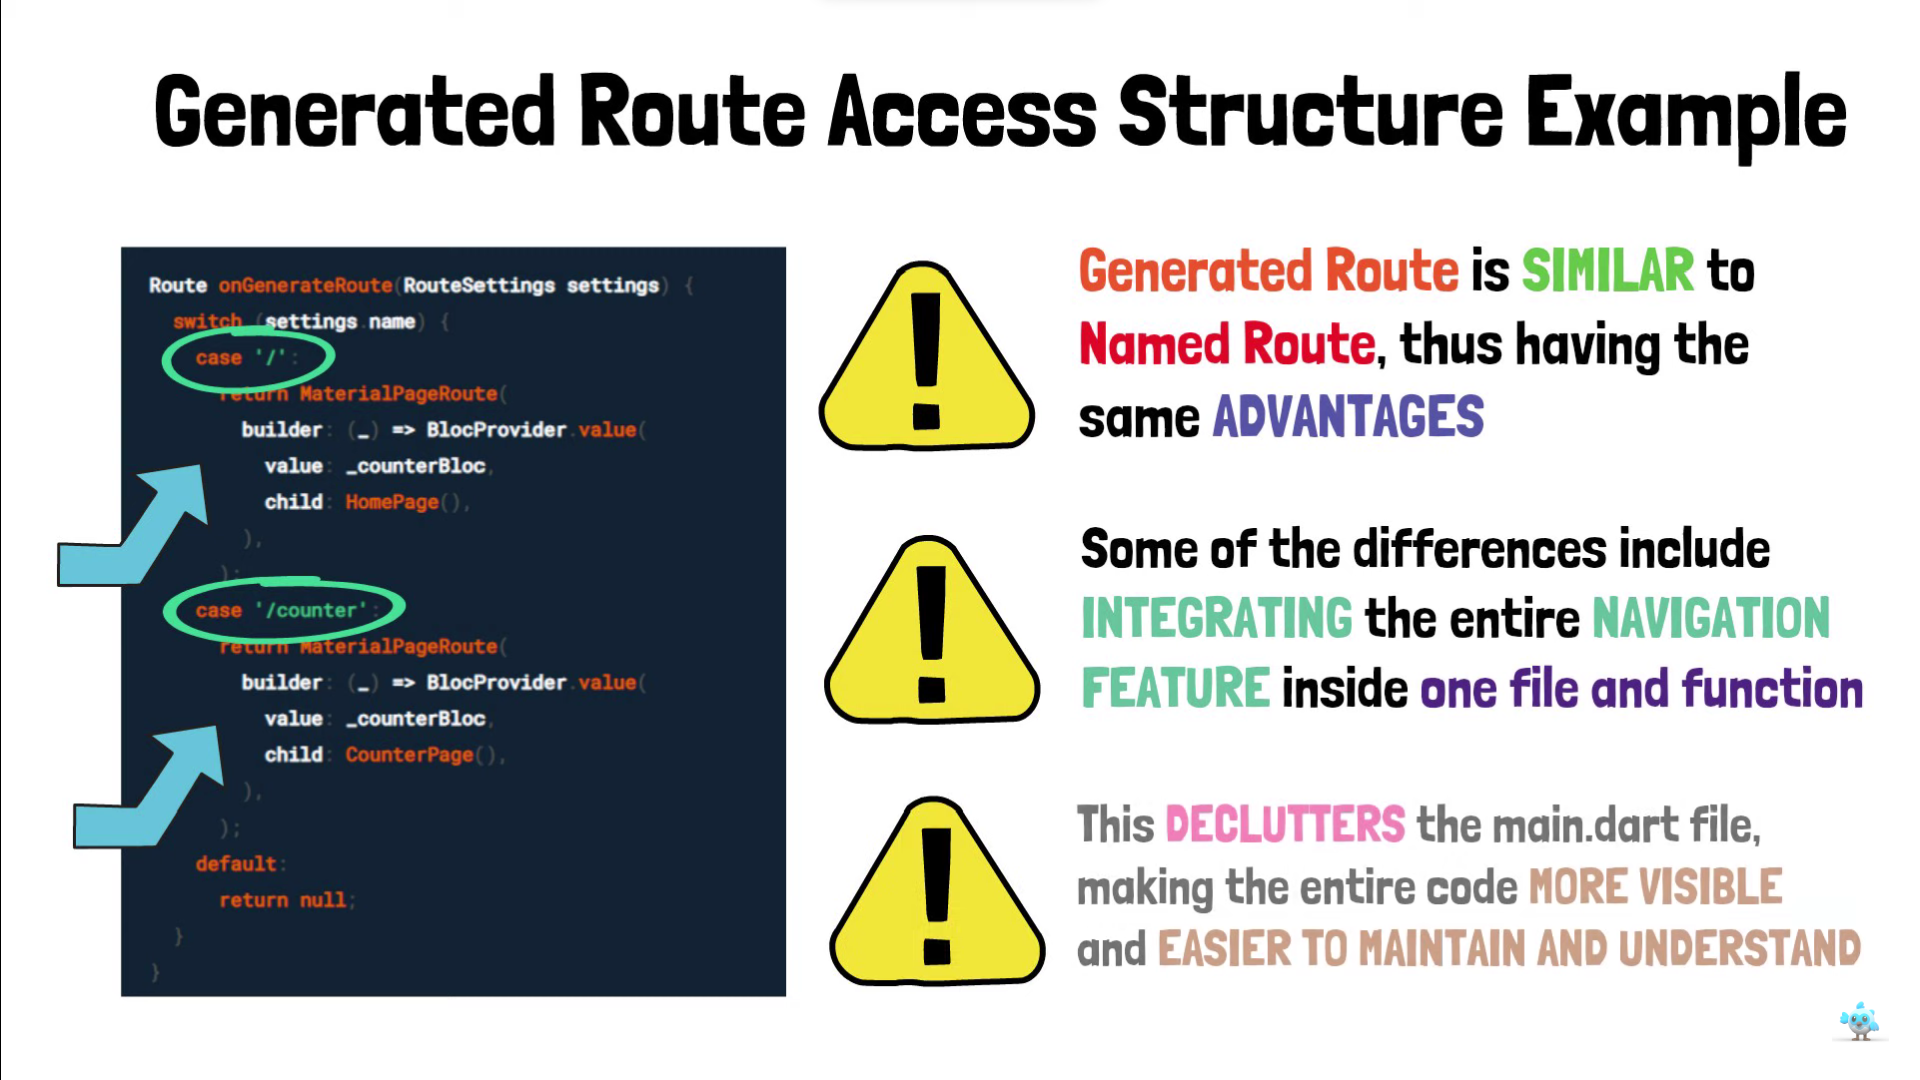 Generated Route Access Structure Example
Route onGenerateRoute(RouteSettings settings) {
switch (settings.name) {
case '/':
return MaterialPageRoute(
builder: (_) => BlocProvider.value(
value: _counterBloc,
child: HomePage(),
),
);
case '/counter':
return MaterialPageRoute(
builder: (_) => BlocProvider.value(
value: _counterBloc,
child: CounterPage(),
),
);
default:
return null;
}
}
Generated Route is SIMILAR to
Named Route, thus having the
same ADVANTAGES
Some of the differences include
INTEGRATING the entire NAVIGATION
FEATURE inside one file and function
This DECLUTTERS the main.dart file,
making the entire code MORE VISIBLE
and EASIER TO MAINTAIN AND UNDERSTAND